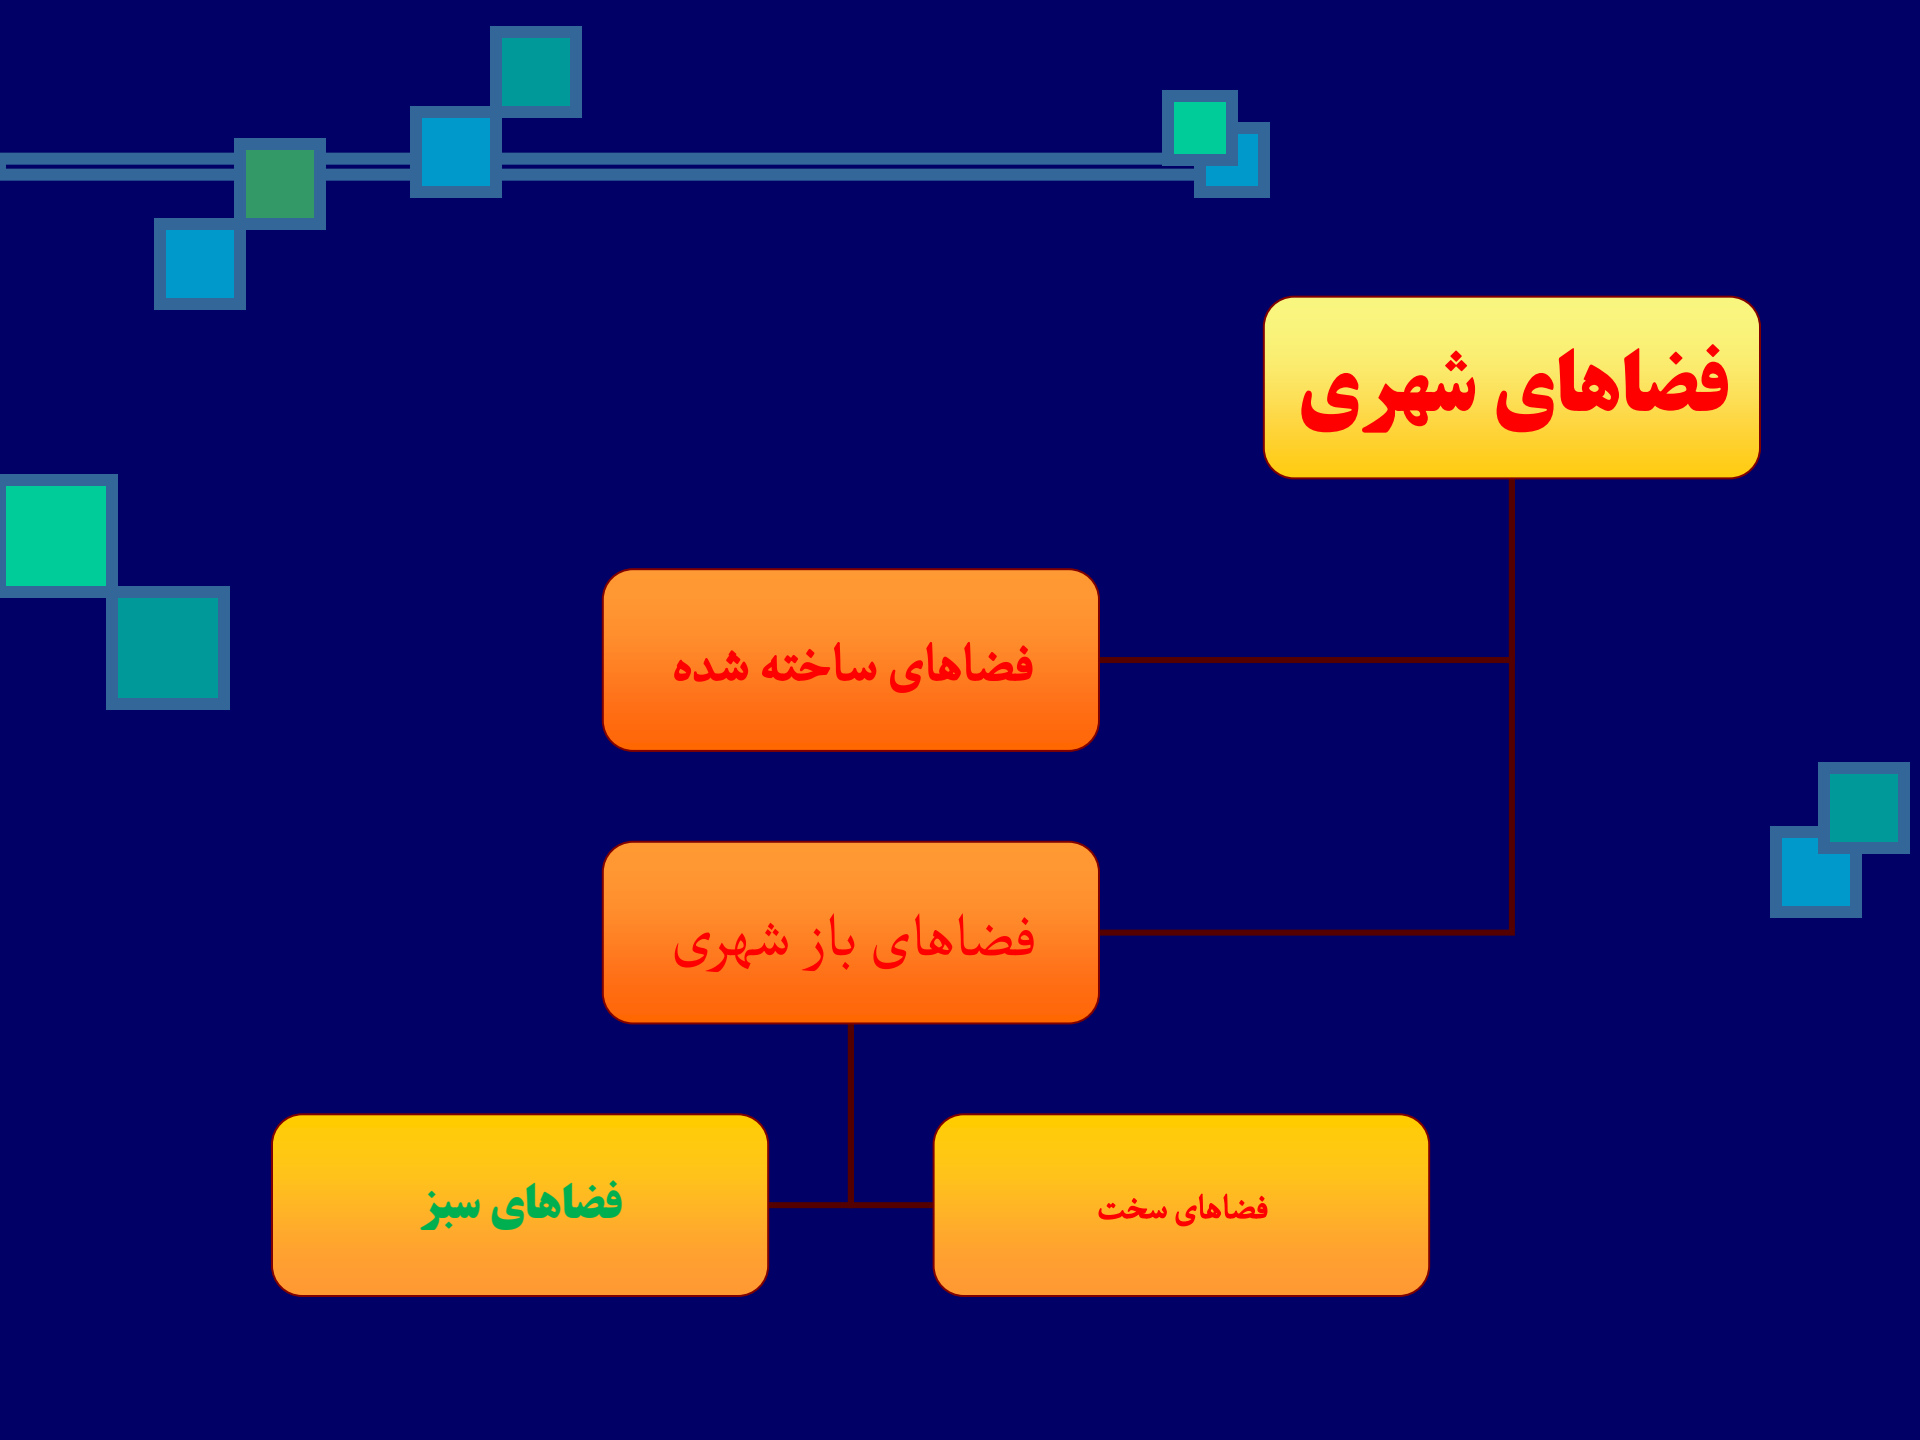 فضاهای شهری
فضاهای ساخته شده
فضاهای باز شهری
فضاهای سخت
فضاهای سبز